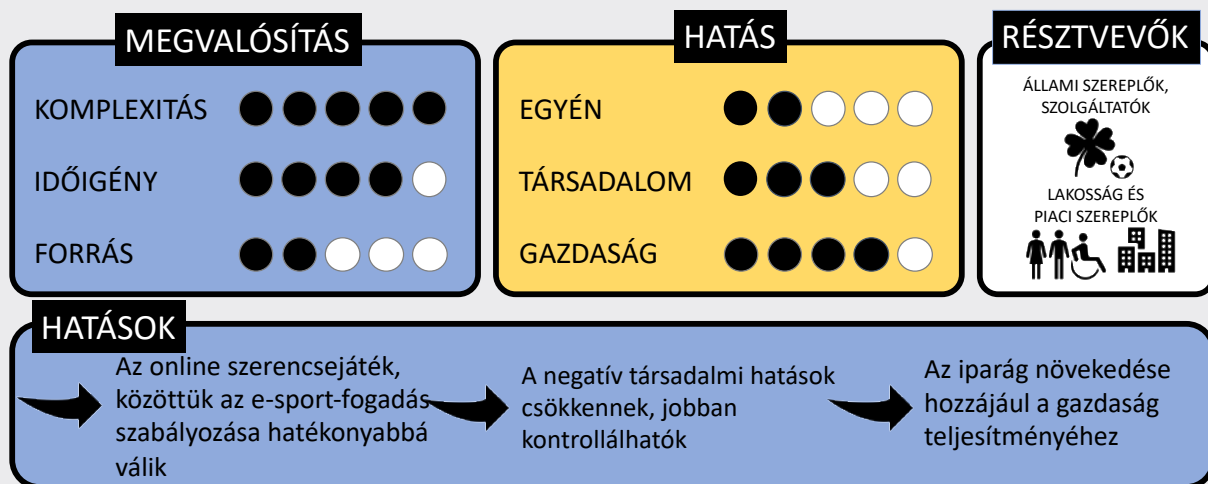 MEGVALÓSÍTÁS
KOMPLEXITÁS
IDŐIGÉNY
FORRÁS
HATÁS
EGYÉN
TÁRSADALOM
GAZDASÁG
RÉSZTVEVŐK
ÁLLAMI SZEREPLŐK,
SZOLGÁLTATÓK
LAKOSSÁG ÉS
PIACI SZEREPLŐK
HATÁSOK
Az online szerencsejáték,
közöttük az e-sport-fogadás
szabályozása hatékonyabbá
válik
A negatív társadalmi hatások
csökkennek, jobban
kontrollálhatók
Az iparág növekedése
hozzájául a gazdaság
teljesítményéhez